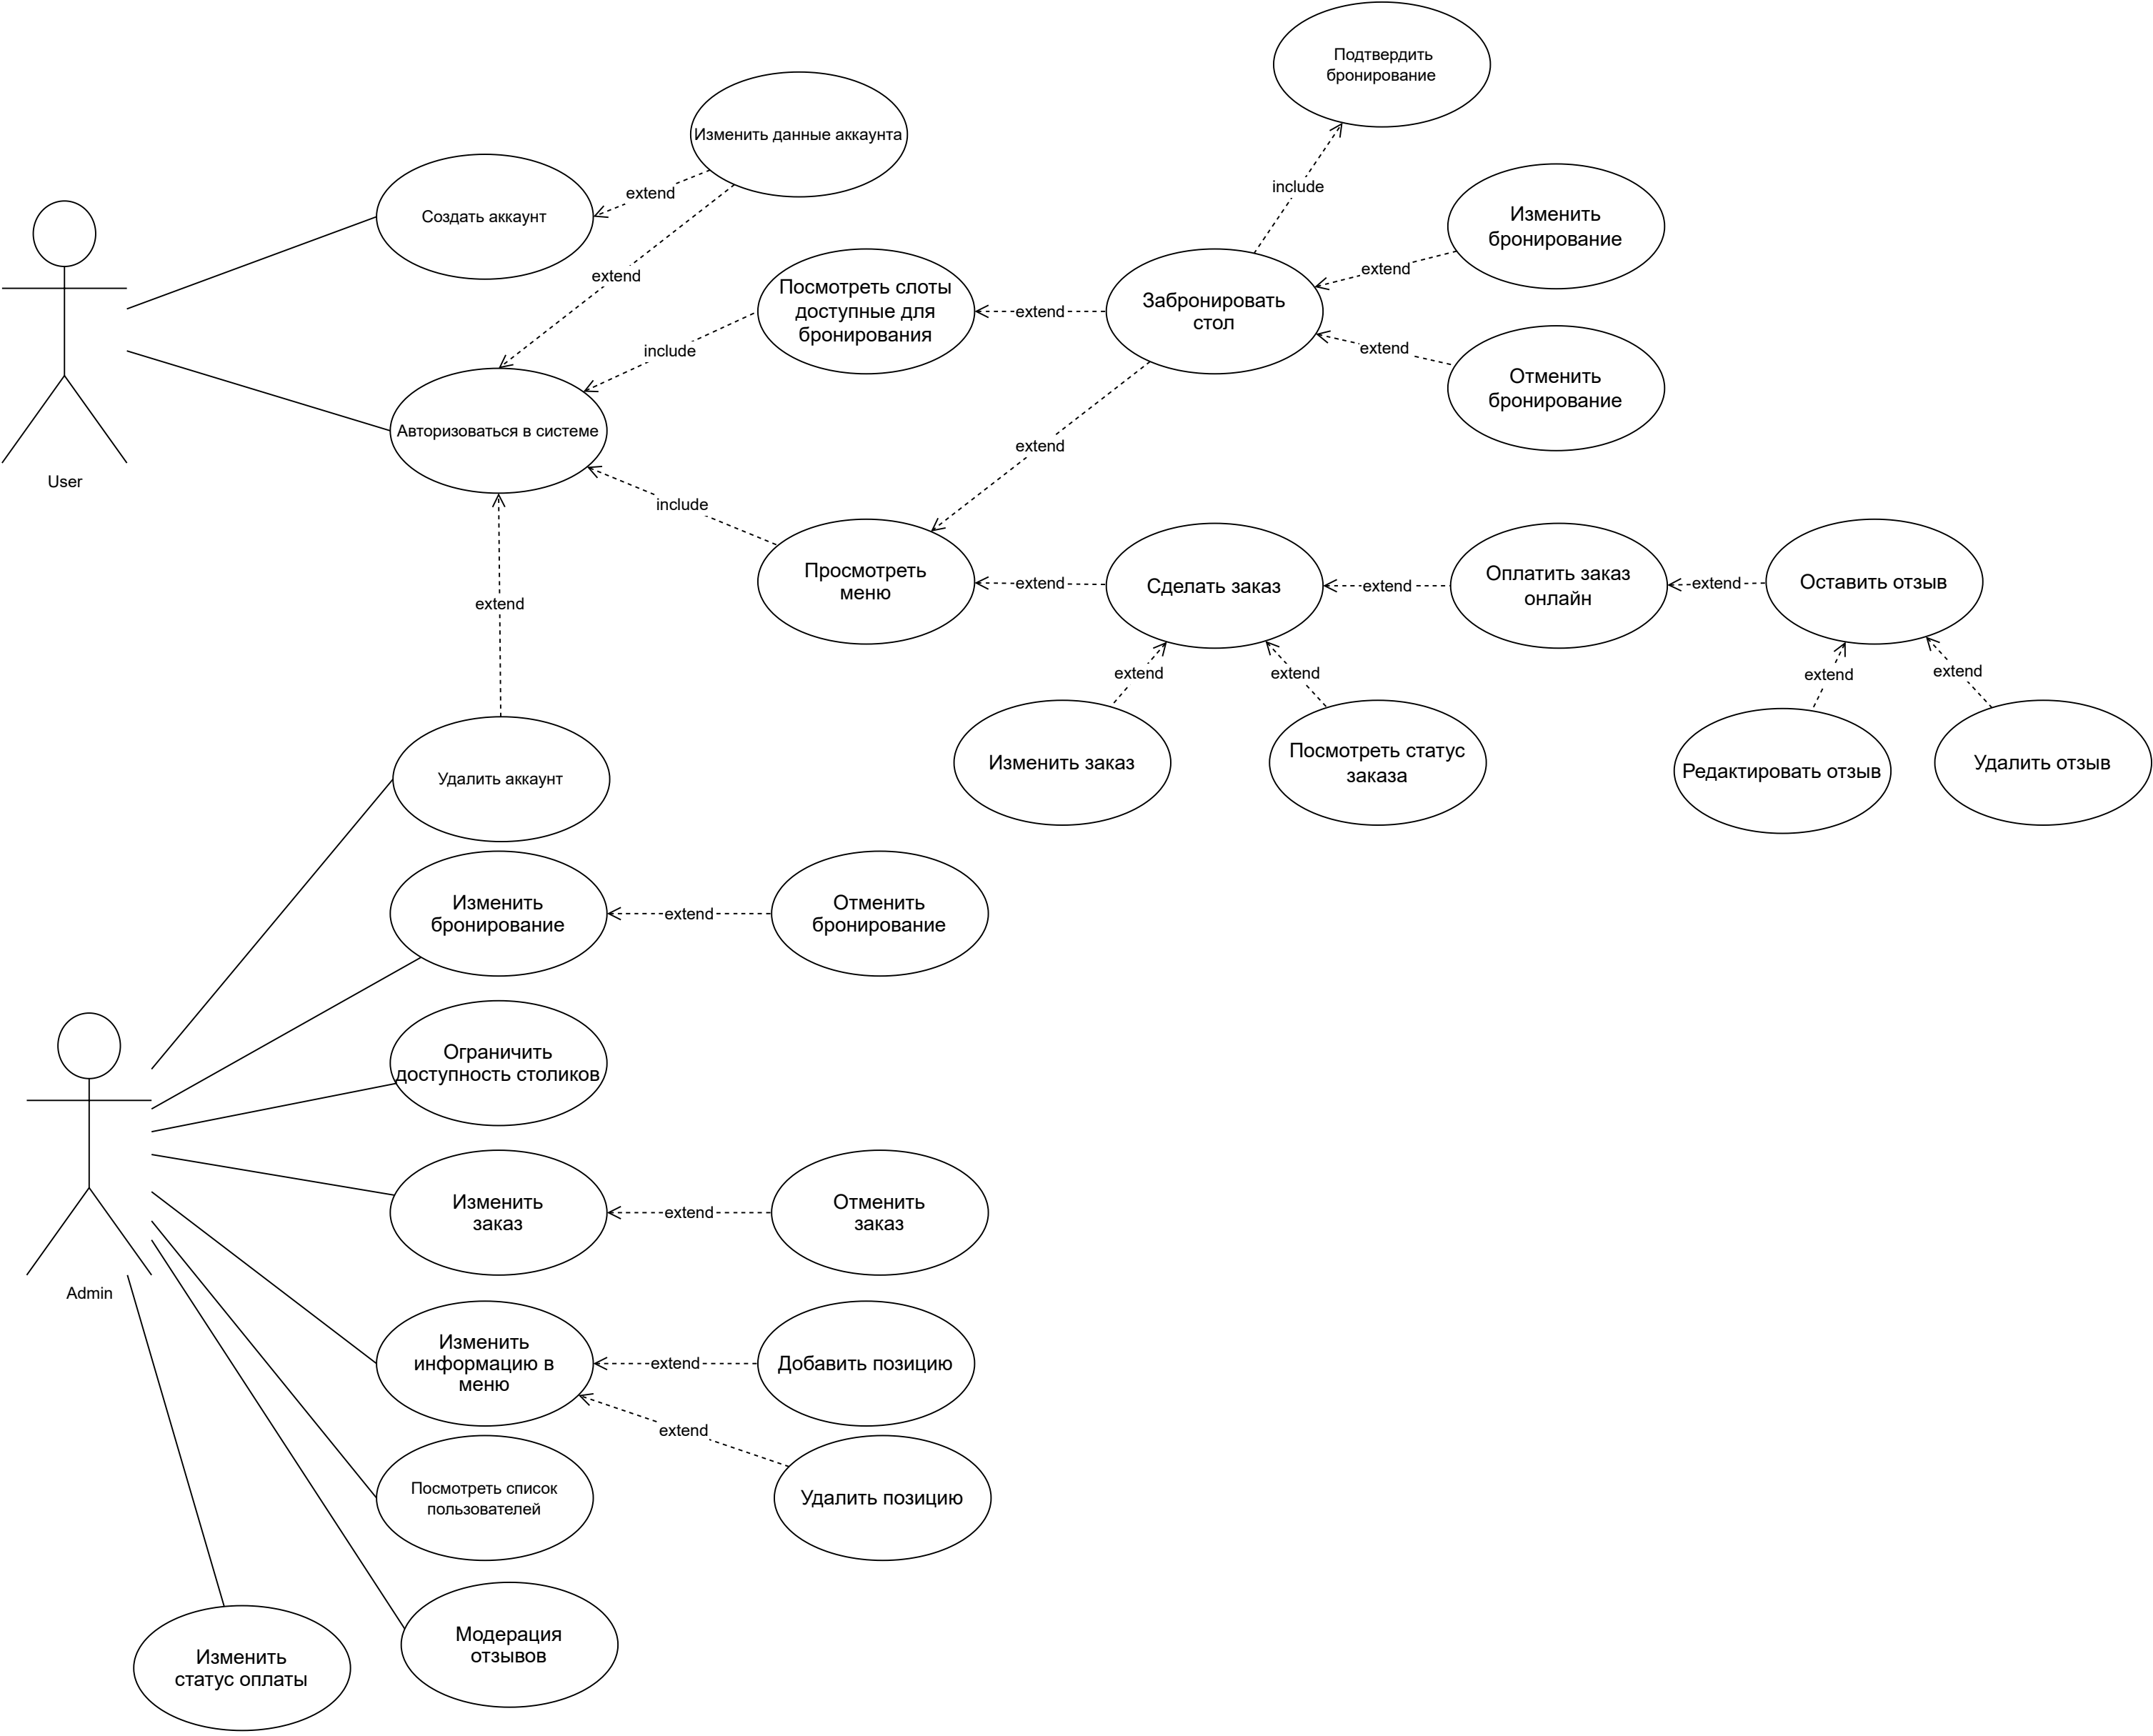 Подтвердить
бронирование
Изменить данные аккаунта
extend
Создать аккаунт
include
Изменить
бронирование
extend
extend
Посмотреть слоты
доступные для
бронирования
extend
Забронировать
стол
include
extend
Отменить
бронирование
Авторизоваться в системе
User
extend
include
Просмотреть
меню
extend
Сделать заказ
extend
Оплатить заказ
онлайн
extend
Оставить отзыв
extend
extend
extend
extend
extend
Удалить аккаунт
Изменить заказ
Посмотреть статус
заказа
Редактировать отзыв
Удалить отзыв
Изменить
бронирование
extend
Отменить
бронирование
Ограничить
доступность столиков
Изменить
заказ
extend
Отменить
заказ
Admin
Изменить
информацию в
меню
extend
Добавить позицию
extend
Посмотреть список
пользователей
Удалить позицию
Модерация
отзывов
Изменить
статус оплаты